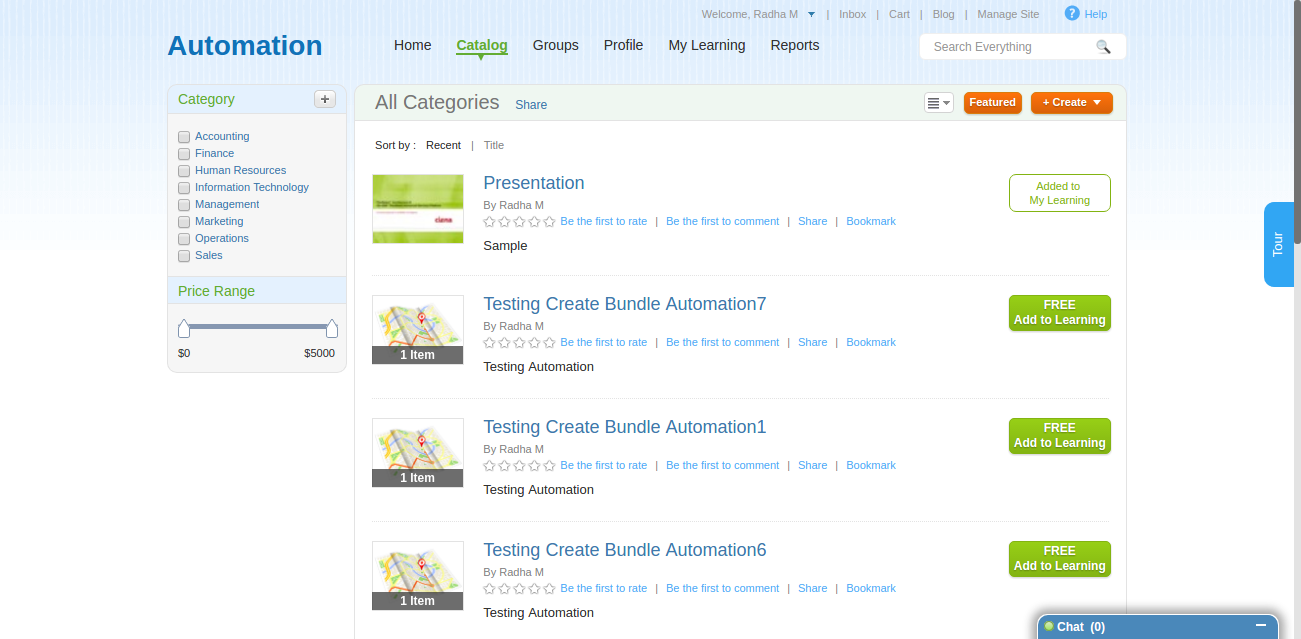 Welcome, Radha M | Inbox | Cart | Blog | Manage Site ? Help
Automation
Home Catalog Groups Profile My Learning Reports
Search Everything
Category +
Accounting
Finance
Human Resources
Information Technology
Management
Marketing
Operations
Sales
Price Range
$0 $5000
All Categories Share
Featured + Create
Sort by : Recent | Title
Presentation
By Radha M
Be the first to rate | Be the first to comment | Share | Bookmark
Sample
Added to
My Learning
Testing Create Bundle Automation7
By Radha M
Be the first to rate | Be the first to comment | Share | Bookmark
1 Item
Testing Automation
FREE
Add to Learning
Testing Create Bundle Automation1
By Radha M
Be the first to rate | Be the first to comment | Share | Bookmark
1 Item
Testing Automation
FREE
Add to Learning
Testing Create Bundle Automation6
By Radha M
Be the first to rate | Be the first to comment | Share | Bookmark
1 Item
Testing Automation
FREE
Add to Learning
Tour
Chat (0)